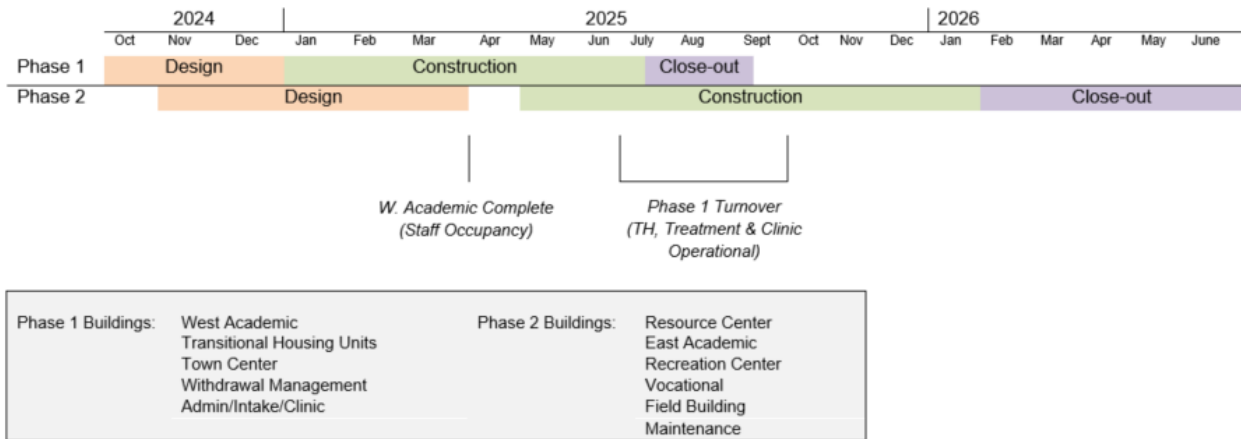 2024 2025 2026
Oct Nov Dec Jan Feb Mar Apr May Jun July Aug Sept Oct Nov Dec Jan Feb Mar Apr May June
Phase 1 Design Construction Close-out
Phase 2 Design Construction Close-out
W. Academic Complete
(Staff Occupancy)
Phase 1 Turnover
(TH, Treatment & Clinic
Operational)
Phase 1 Buildings: West Academic
Transitional Housing Units
Town Center
Withdrawal Management
Admin/Intake/Clinic
Phase 2 Buildings: Resource Center
East Academic
Recreation Center
Vocational
Field Building
Maintenance